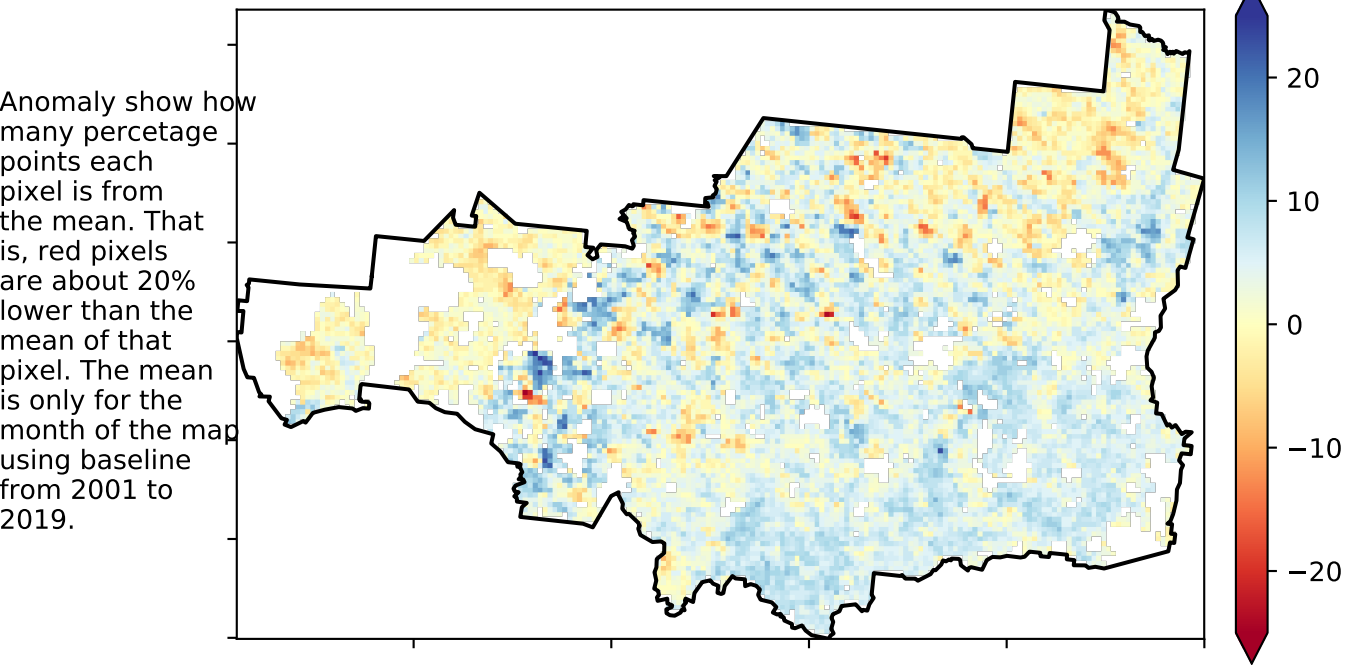 Anomaly show how
many percetage
points each
pixel is from
the mean. That
is, red pixels
are about 20%
lower than the
mean of that
pixel. The mean
is only for the
month of the map
using baseline
from 2001 to
2019.
20
10
0
−10
−20